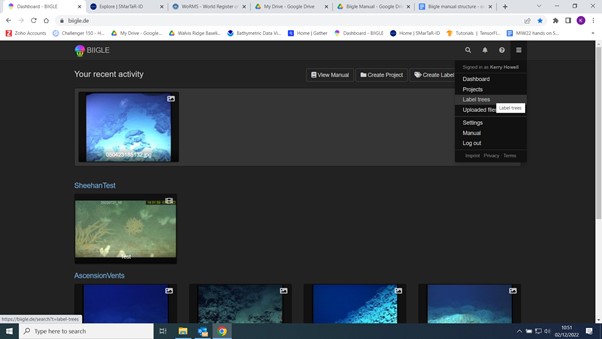 Dashboard - BIIGLE
Explore | SMarTaR-ID
WoRMS - World Register
My Drive - Google Drive
Biigle Manual - Google D
Biigle manual structure
biigle.de
Zoho Accounts
Challenger 150 - H...
My Drive - Google...
Walvis Ridge Basel...
Bathymetric Data Vi...
Home | Gather
Dashboard - BIIGLE
Home | SMarTaR-ID
Tutorials | TensorFl...
MIW22 hands on S...
BIIGLE
Your recent activity
View Manual
Create Project
Create Label
Signed in as Kerry Howell
Dashboard
Projects
Label trees
Uploaded files
Label trees
Settings
Manual
Log out
Imprint · Privacy · Terms
SheehanTest
test
AscensionVents
https://biigle.de/search?t=label-trees
Type here to search
10:51
02/12/2022